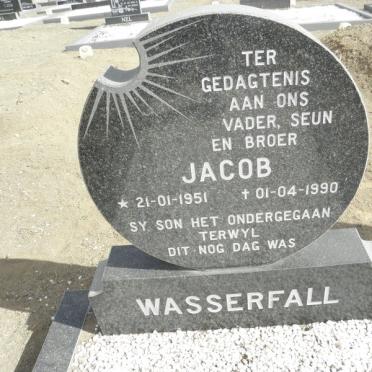 NEL
TER
GEDAGTENIS
AAN ONS
VADER, SEUN
EN BROER
JACOB
★ 21-01-1951 ✝ 01-04-1990
SY SON HET ONDERGEGAAN
TERWYL
DIT NOG DAG WAS
WASSERFALL